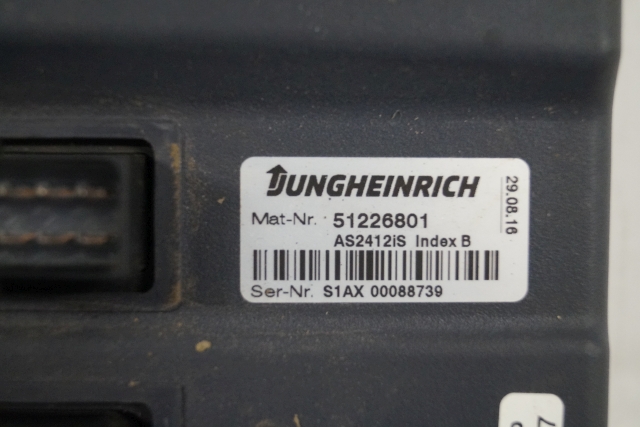 JUNGHEINRICH
29.08.16
Mat-Nr. 51226801
AS2412iS Index B
Ser-Nr. S1AX 00088739